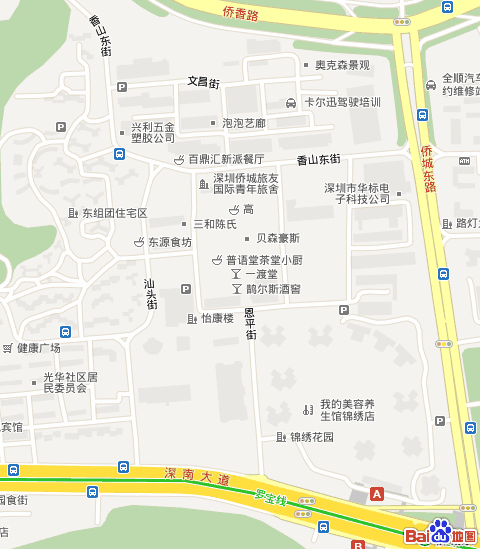 侨香路
香山东街
奥克森景观
文昌街
全顺汽车
约维修站
卡尔迅驾驶培训
泡泡艺廊
兴利五金
塑胶公司
百鼎汇新派餐厅
香山东街
侨城东路
深圳侨城旅友
国际青年旅舍
深圳市华标电
子科技公司
高
东组团住宅区
三和陈氏
路灯
贝森豪斯
东源食坊
普语堂茶堂小厨
一渡堂
汕头街
鹊尔斯酒窖
怡康楼
恩平街
健康广场
光华社区居
民委员会
我的美容养
生馆锦绣店
宾馆
锦绣花园
深南大道
罗宝线
园食街
A
店
B
Bai du 地图
P
P
P
P
P